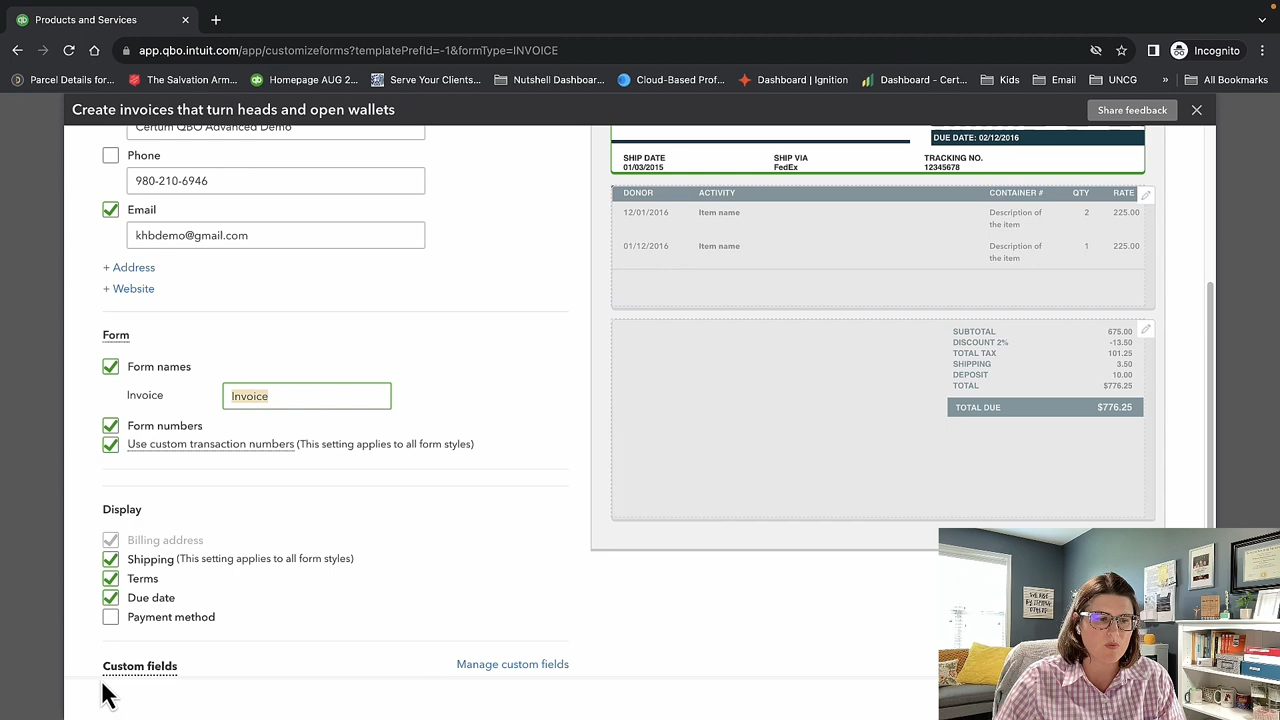 Products and Services
app.qbo.intuit.com/app/customizeforms?templatePrefId=-1&formType=INVOICE
Incognito
Parcel Details for...
The Salvation Arm...
Homepage AUG 2...
Serve Your Clients...
Nutshell Dashboar...
Cloud-Based Prof...
Dashboard | Ignition
Dashboard - Cert...
Kids
Email
UNCG
»
All Bookmarks
Create invoices that turn heads and open wallets
Share feedback
Certum QBO Advanced Demo
Phone
980-210-6946
Email
khbdemo@gmail.com
+ Address
+ Website
Form
Form names
Invoice Invoice
Form numbers
Use custom transaction numbers (This setting applies to all form styles)
Display
Billing address
Shipping (This setting applies to all form styles)
Terms
Due date
Payment method
Custom fields Manage custom fields
DUE DATE: 02/12/2016
SHIP DATE SHIP VIA TRACKING NO.
01/03/2015 FedEx 12345678
DONOR ACTIVITY CONTAINER # QTY RATE
12/01/2016 Item name Description of 2 225.00
the item
01/12/2016 Item name Description of 1 225.00
the item
SUBTOTAL 675.00
DISCOUNT 2% -13.50
TOTAL TAX 101.25
SHIPPING 3.50
DEPOSIT 10.00
TOTAL $776.25
TOTAL DUE $776.25